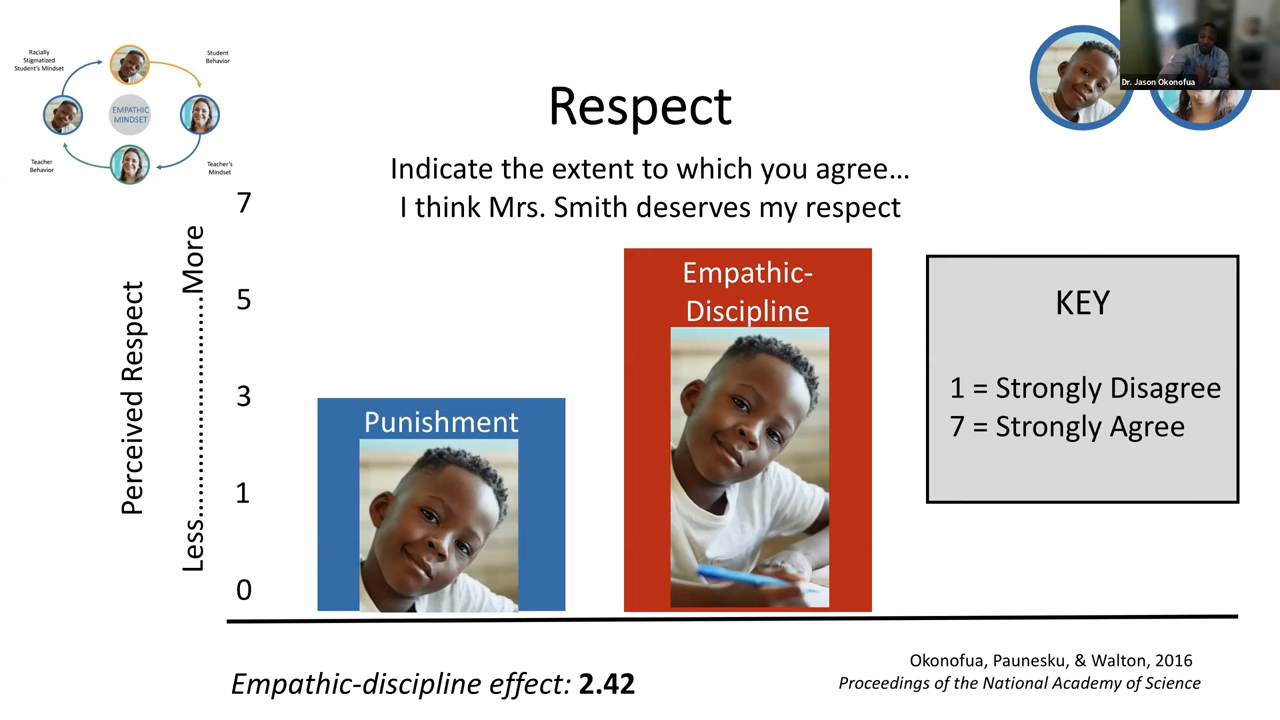 Racially
Stigmatized
Student's Mindset
Student
Behavior
EMPATHIC
MINDSET
Teacher
Behavior
Teacher's
Mindset
Dr. Jason Okonofua
Respect
Indicate the extent to which you agree…
I think Mrs. Smith deserves my respect
Perceived Respect
Less..............................More
7
5
3
1
0
Punishment
Empathic-
Discipline
KEY
1 = Strongly Disagree
7 = Strongly Agree
Empathic-discipline effect: 2.42
Okonofua, Paunesku, & Walton, 2016
Proceedings of the National Academy of Science